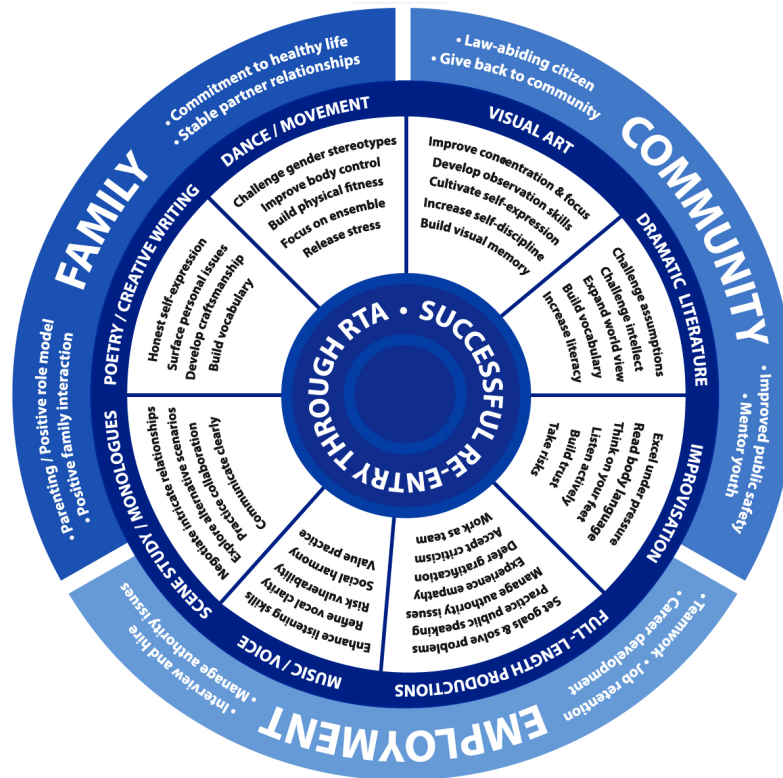 SUCCESSFUL RE-ENTRY THROUGH RTA •
FAMILY
• Commitment to healthy life
• Stable partner relationships
• Parenting / Positive role model
• Positive family interaction
COMMUNITY
• Law-abiding citizen
• Give back to community
• Improved public safety
• Mentor youth
EMPLOYMENT
• Teamwork • Job retention
• Career development
• Interview and hire
• Manage authority issues
VISUAL ART
Improve concentration & focus
Develop observation skills
Cultivate self-expression
Increase self-discipline
Build visual memory
DRAMATIC LITERATURE
Challenge assumptions
Challenge intellect
Expand world view
Build vocabulary
Increase literacy
IMPROVISATION
Excel under pressure
Read body language
Think on your feet
Listen actively
Build trust
Take risks
FULL- LENGTH PRODUCTIONS
Set goals & solve problems
Practice public speaking
Manage authority issues
Experience empathy
Defer gratification
Accept criticism
Work as team
MUSIC / VOICE
Enhance listening skills
Refine vocal clarity
Risk vulnerability
Social harmony
Value practice
SCENE STUDY / MONOLOGUES
Negotiate intricate relationships
Explore alternative scenarios
Practice collaboration
Communicate clearly
POETRY / CREATIVE WRITING
Honest self-expression
Surface personal issues
Develop craftsmanship
Build vocabulary
DANCE / MOVEMENT
Challenge gender stereotypes
Improve body control
Build physical fitness
Focus on ensemble
Release stress